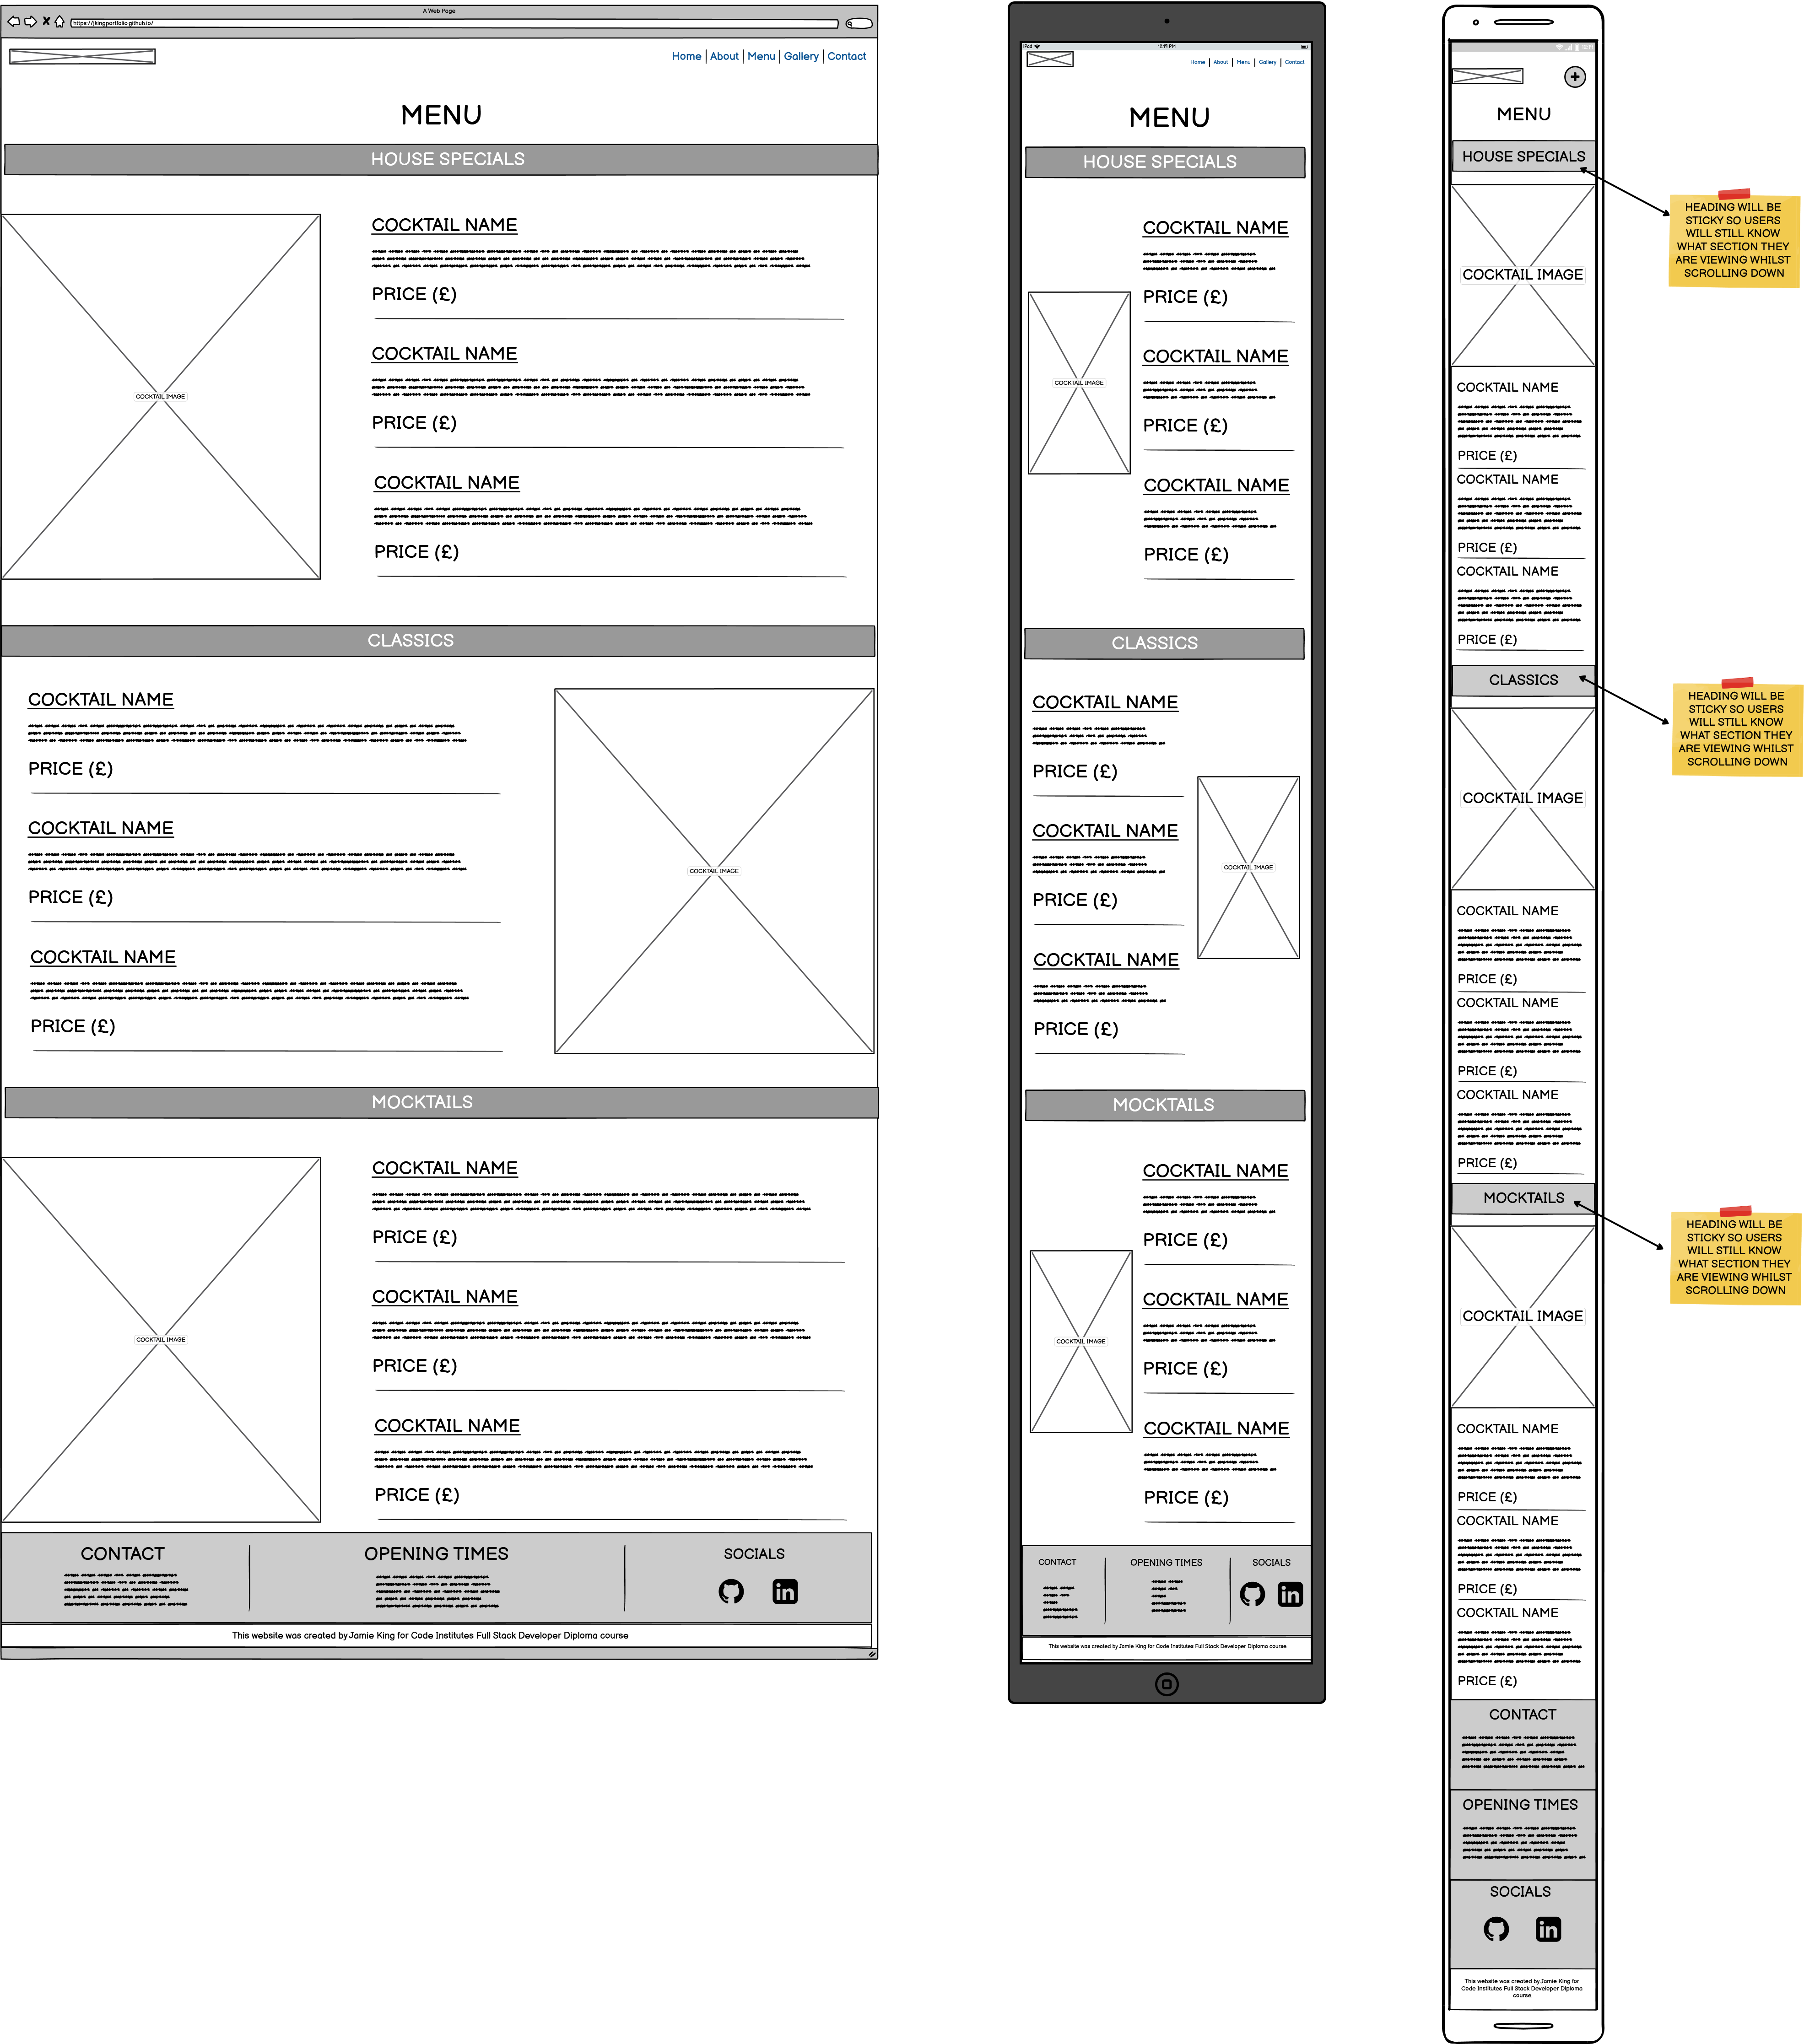 A Web Page
https://jkingportfolio.github.io/
Home | About | Menu | Gallery | Contact
MENU
HOUSE SPECIALS
COCKTAIL IMAGE
COCKTAIL NAME
PRICE (£)
COCKTAIL NAME
PRICE (£)
COCKTAIL NAME
PRICE (£)
CLASSICS
COCKTAIL NAME
PRICE (£)
COCKTAIL NAME
PRICE (£)
COCKTAIL NAME
PRICE (£)
COCKTAIL IMAGE
MOCKTAILS
COCKTAIL IMAGE
COCKTAIL NAME
PRICE (£)
COCKTAIL NAME
PRICE (£)
COCKTAIL NAME
PRICE (£)
CONTACT
OPENING TIMES
SOCIALS
in
This website was created by Jamie King for Code Institutes Full Stack Developer Diploma course
iPod
12:19 PM
Home | About | Menu | Gallery | Contact
MENU
HOUSE SPECIALS
COCKTAIL IMAGE
COCKTAIL NAME
PRICE (£)
COCKTAIL NAME
PRICE (£)
COCKTAIL NAME
PRICE (£)
CLASSICS
COCKTAIL NAME
PRICE (£)
COCKTAIL NAME
PRICE (£)
COCKTAIL NAME
PRICE (£)
COCKTAIL IMAGE
MOCKTAILS
COCKTAIL IMAGE
COCKTAIL NAME
PRICE (£)
COCKTAIL NAME
PRICE (£)
COCKTAIL NAME
PRICE (£)
CONTACT
OPENING TIMES
SOCIALS
in
This website was created by Jamie King for Code Institutes Full Stack Developer Diploma course.
12:19
MENU
HOUSE SPECIALS
HEADING WILL BE
STICKY SO USERS
WILL STILL KNOW
WHAT SECTION THEY
ARE VIEWING WHILST
SCROLLING DOWN
COCKTAIL IMAGE
COCKTAIL NAME
PRICE (£)
COCKTAIL NAME
PRICE (£)
COCKTAIL NAME
PRICE (£)
CLASSICS
HEADING WILL BE
STICKY SO USERS
WILL STILL KNOW
WHAT SECTION THEY
ARE VIEWING WHILST
SCROLLING DOWN
COCKTAIL IMAGE
COCKTAIL NAME
PRICE (£)
COCKTAIL NAME
PRICE (£)
COCKTAIL NAME
PRICE (£)
MOCKTAILS
HEADING WILL BE
STICKY SO USERS
WILL STILL KNOW
WHAT SECTION THEY
ARE VIEWING WHILST
SCROLLING DOWN
COCKTAIL IMAGE
COCKTAIL NAME
PRICE (£)
COCKTAIL NAME
PRICE (£)
COCKTAIL NAME
PRICE (£)
CONTACT
OPENING TIMES
SOCIALS
in
This website was created by Jamie King for
Code Institutes Full Stack Developer Diploma
course.